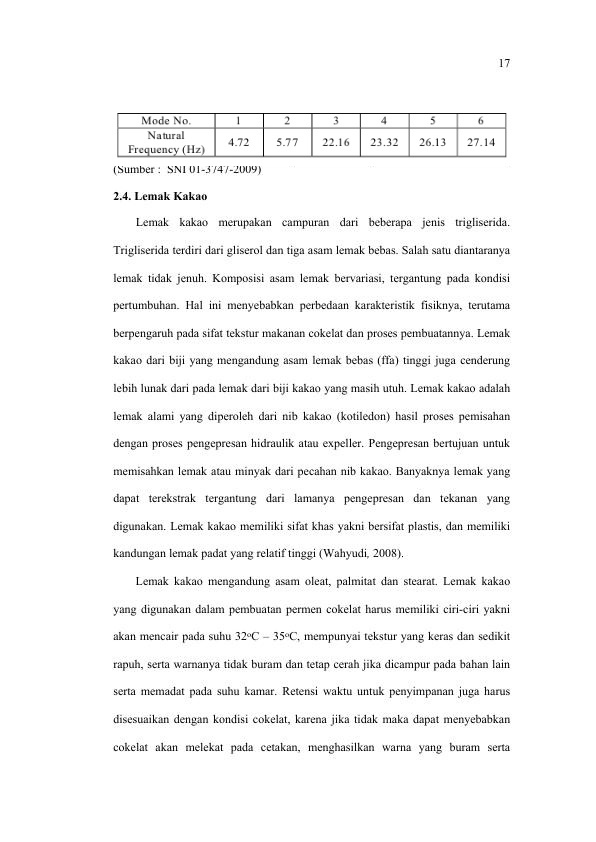 17
Mode No. 1 2 3 4 5 6
Natural
Frequency (Hz) 4.72 5.77 22.16 23.32 26.13 27.14
(Sumber : SNI 01-3747-2009)
2.4. Lemak Kakao
Lemak kakao merupakan campuran dari beberapa jenis trigliserida.
Trigliserida terdiri dari gliserol dan tiga asam lemak bebas. Salah satu diantaranya
lemak tidak jenuh. Komposisi asam lemak bervariasi, tergantung pada kondisi
pertumbuhan. Hal ini menyebabkan perbedaan karakteristik fisiknya, terutama
berpengaruh pada sifat tekstur makanan cokelat dan proses pembuatannya. Lemak
kakao dari biji yang mengandung asam lemak bebas (ffa) tinggi juga cenderung
lebih lunak dari pada lemak dari biji kakao yang masih utuh. Lemak kakao adalah
lemak alami yang diperoleh dari nib kakao (kotiledon) hasil proses pemisahan
dengan proses pengepresan hidraulik atau expeller. Pengepresan bertujuan untuk
memisahkan lemak atau minyak dari pecahan nib kakao. Banyaknya lemak yang
dapat terekstrak tergantung dari lamanya pengepresan dan tekanan yang
digunakan. Lemak kakao memiliki sifat khas yakni bersifat plastis, dan memiliki
kandungan lemak padat yang relatif tinggi (Wahyudi, 2008).
Lemak kakao mengandung asam oleat, palmitat dan stearat. Lemak kakao
yang digunakan dalam pembuatan permen cokelat harus memiliki ciri-ciri yakni
akan mencair pada suhu 32ᵒC – 35ᵒC, mempunyai tekstur yang keras dan sedikit
rapuh, serta warnanya tidak buram dan tetap cerah jika dicampur pada bahan lain
serta memadat pada suhu kamar. Retensi waktu untuk penyimpanan juga harus
disesuaikan dengan kondisi cokelat, karena jika tidak maka dapat menyebabkan
cokelat akan melekat pada cetakan, menghasilkan warna yang buram serta